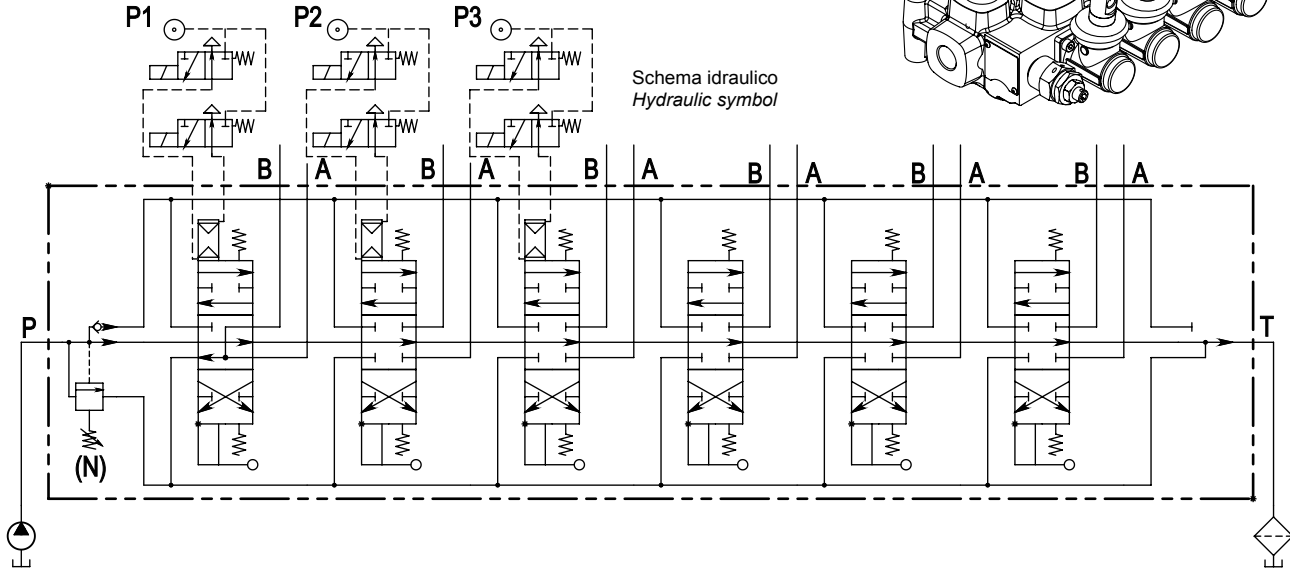 P1
P2
P3
Schema idraulico
Hydraulic symbol
B
A
B
A
B
A
B
A
B
A
B
A
P
T
(N)